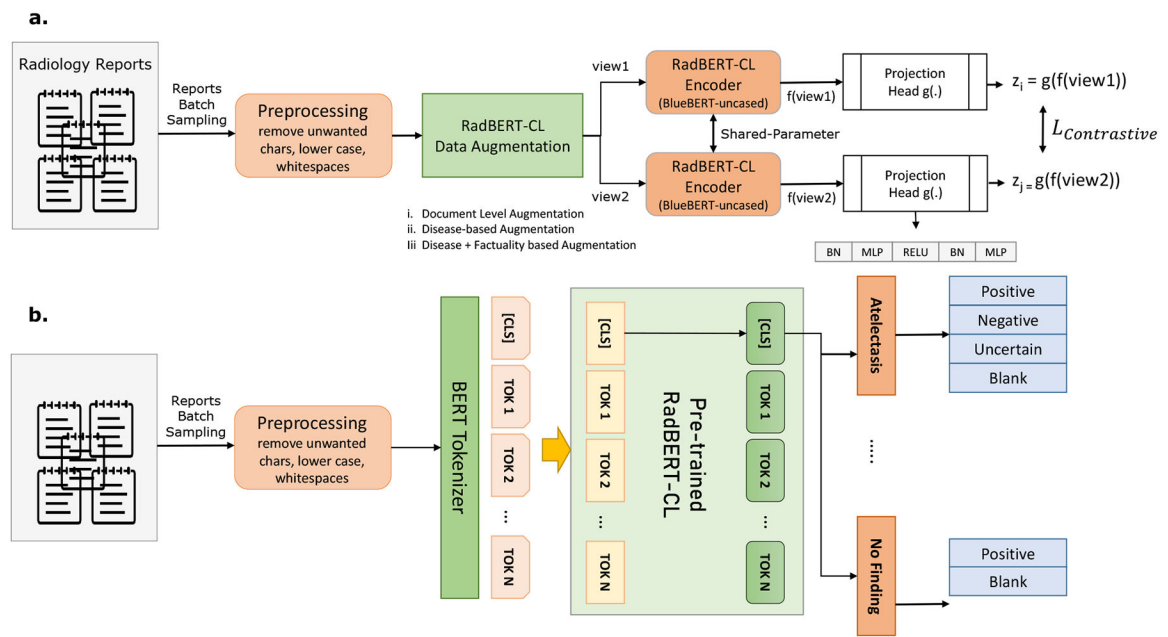 a.
Radiology Reports
Reports
Batch
Sampling
Preprocessing
remove unwanted
chars, lower case,
whitespaces
RadBERT-CL
Data Augmentation
i. Document Level Augmentation
ii. Disease-based Augmentation
Iii Disease + Factuality based Augmentation
view1
view2
RadBERT-CL
Encoder
(BlueBERT-uncased)
Shared-Parameter
RadBERT-CL
Encoder
(BlueBERT-uncased)
f(view1)
f(view2)
Projection
Head g(.)
Projection
Head g(.)
z_i = g(f(view1))
L_Contrastive
z_j = g(f(view2))
BN MLP RELU BN MLP
b.
Reports
Batch
Sampling
Preprocessing
remove unwanted
chars, lower case,
whitespaces
BERT Tokenizer
[CLS]
TOK 1
TOK 2
...
TOK N
[CLS]
TOK 1
TOK 2
...
TOK N
Pre-trained
RadBERT-CL
[CLS]
TOK 1
TOK 2
...
TOK N
Atelectasis
Positive
Negative
Uncertain
Blank
.....
No Finding
Positive
Blank